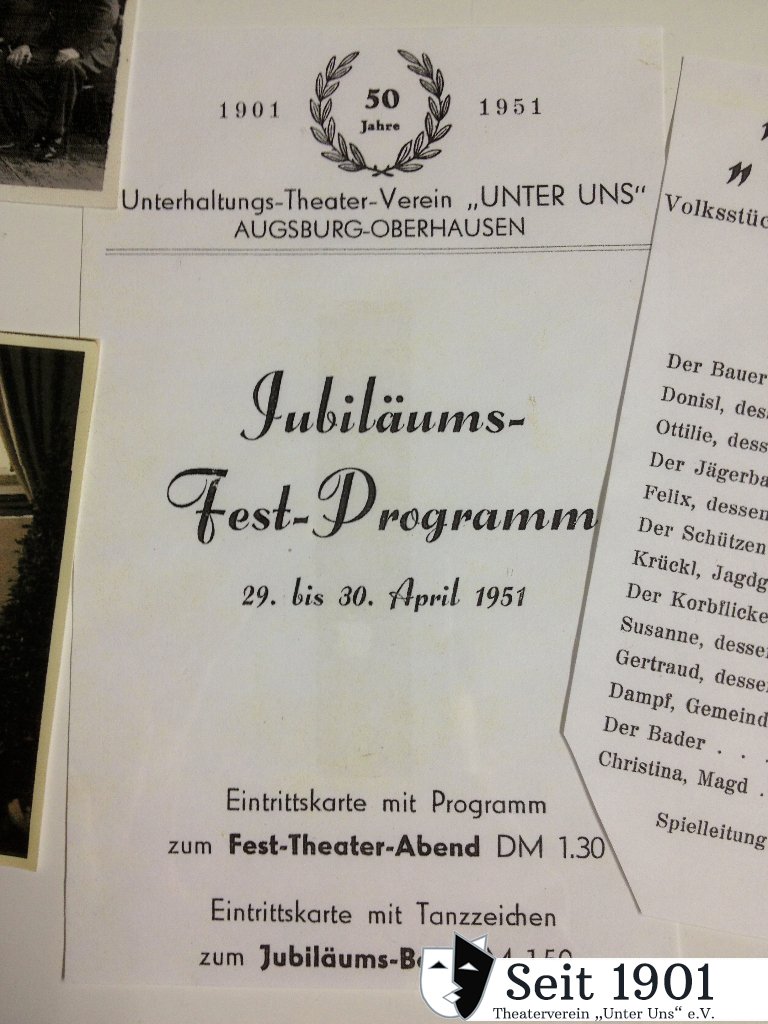 1901 50 1951
Jahre
Unterhaltungs-Theater-Verein „UNTER UNS"
AUGSBURG-OBERHAUSEN
Jubiläums-
Fest-Programm
29. bis 30. April 1951
Eintrittskarte mit Programm
zum Fest-Theater-Abend DM 1.30
Eintrittskarte mit Tanzzeichen
zum Jubiläums-B
Volksstüc
Der Bauer
Donisl, des
Ottilie, dess
Der Jägerba
Felix, dessen
Der Schützen
Krückl, Jagdg
Der Korbflicke
Susanne, desse
Gertraud, desse
Dampf, Gemeind
Der Bader . . .
Christina, Magd .
Spielleitung
Seit 1901
Theaterverein „Unter Uns" e.V.